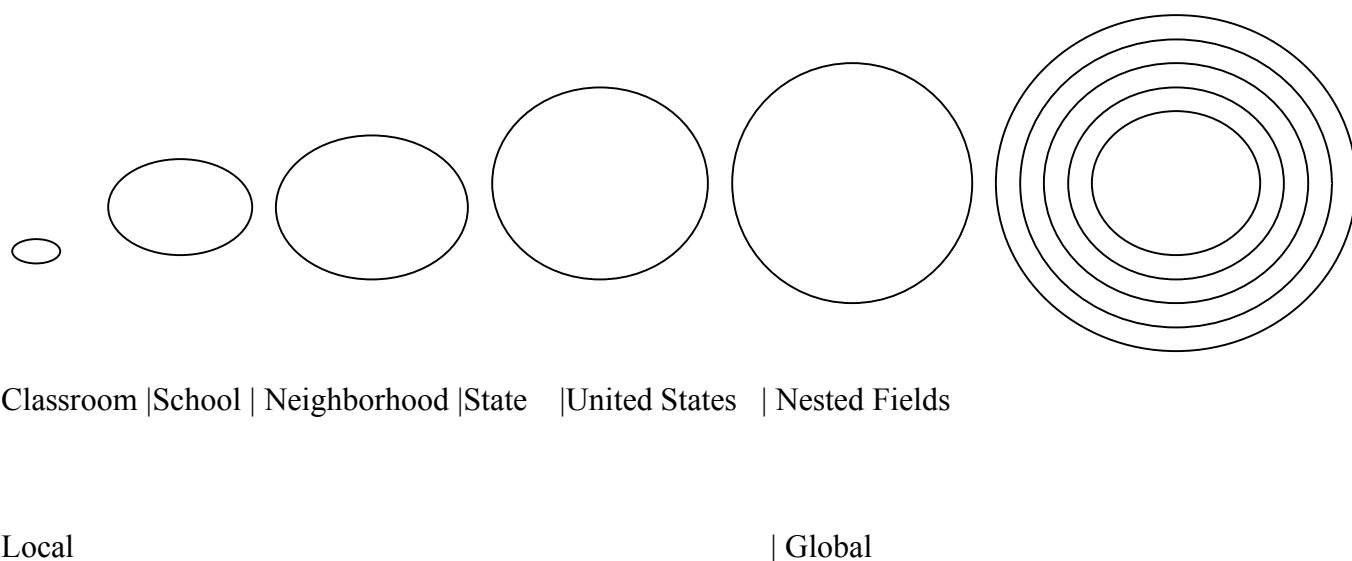 Classroom |School | Neighborhood |State |United States | Nested Fields
Local | Global